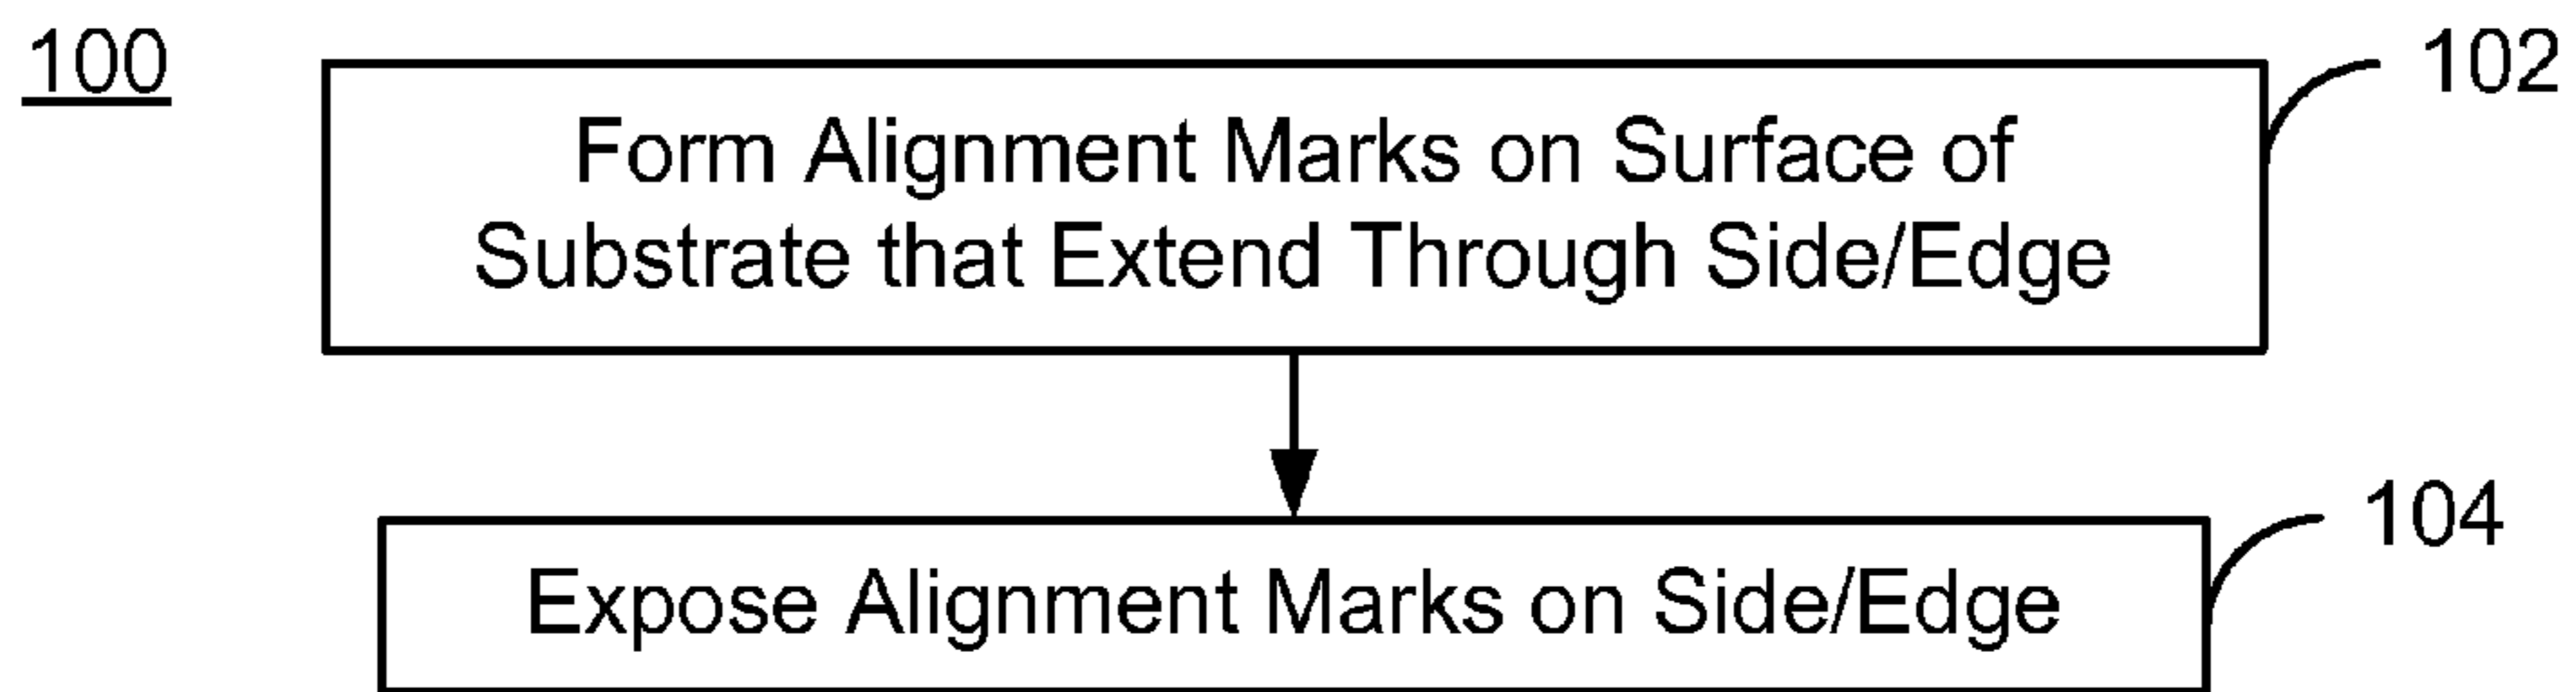 100
102
Form Alignment Marks on Surface of
Substrate that Extend Through Side/Edge
104
Expose Alignment Marks on Side/Edge